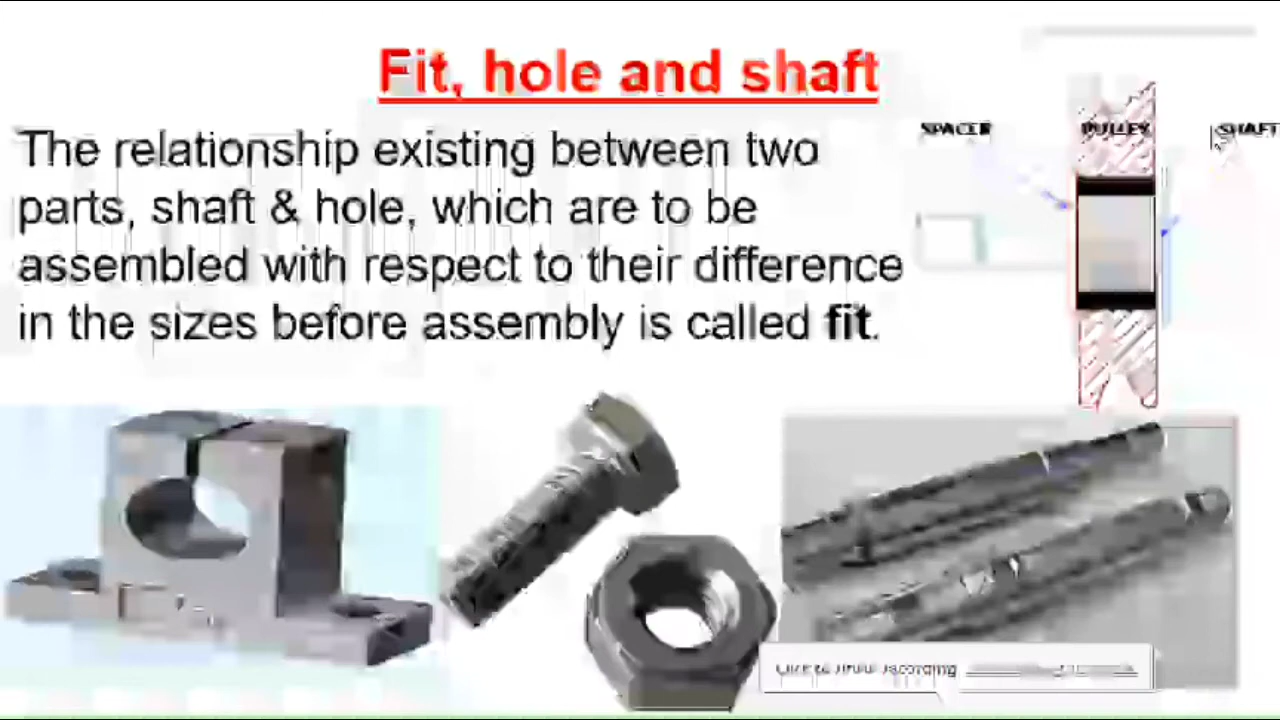 Fit, hole and shaft
The relationship existing between two
parts, shaft & hole, which are to be
assembled with respect to their difference
in the sizes before assembly is called fit.
SPACER PULLEY SHAFT